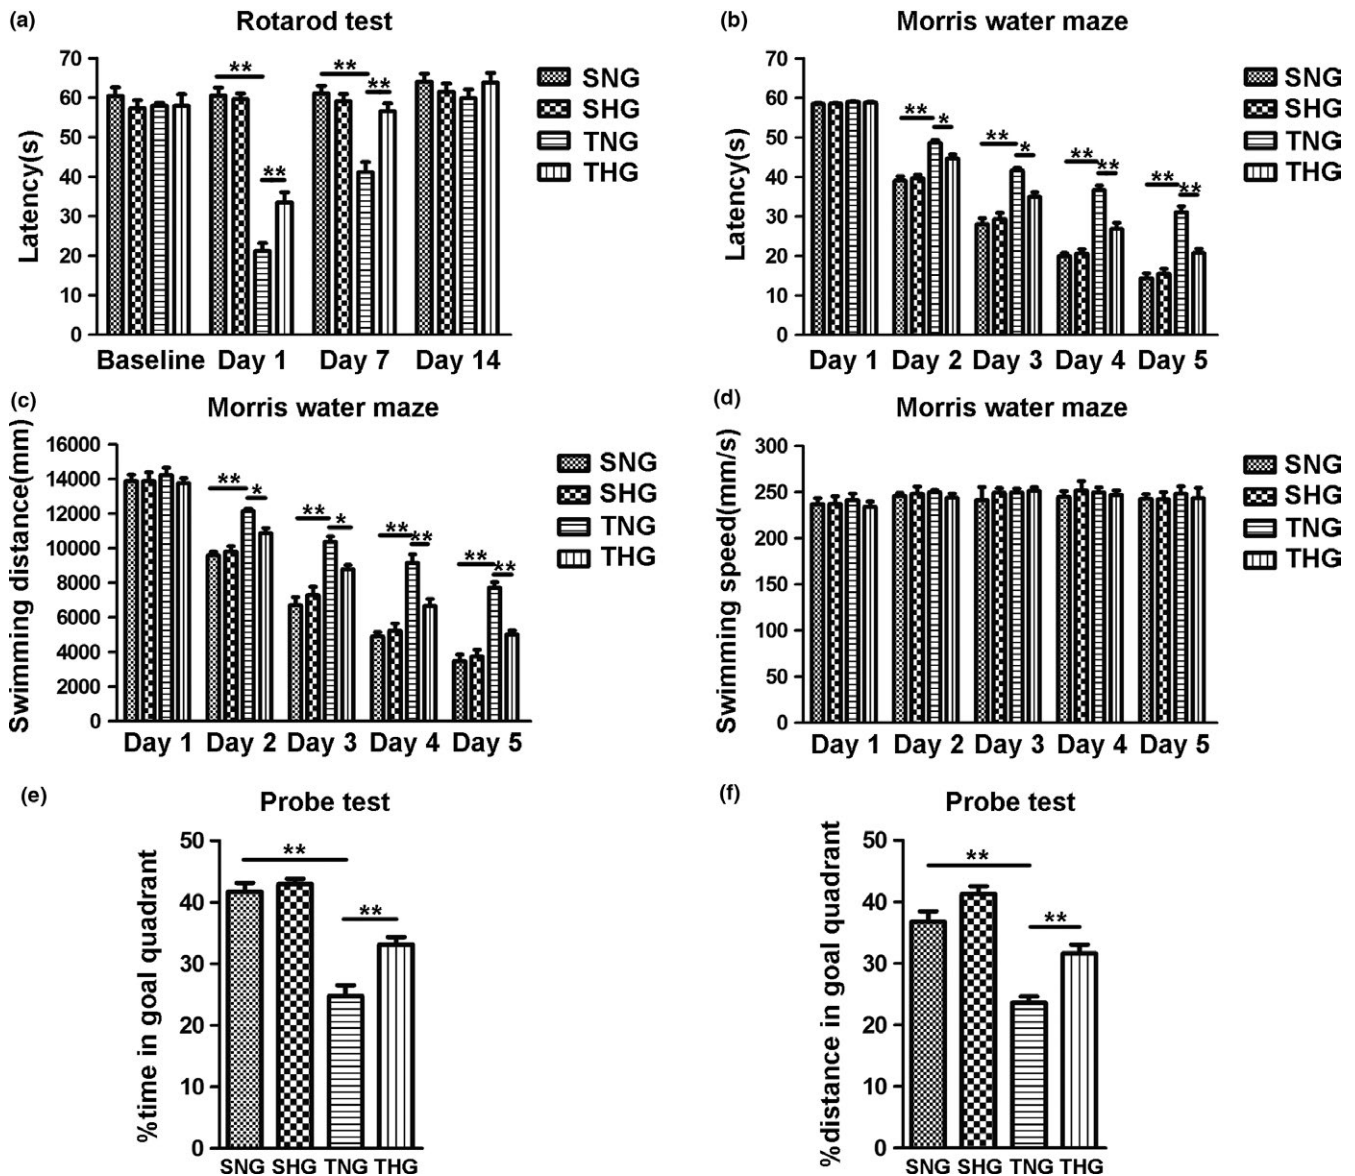 (a) Rotarod test
Latency(s)
70
60
50
40
30
20
10
0
** ** ** **
Baseline Day 1 Day 7 Day 14
SNG
SHG
TNG
THG
(b) Morris water maze
Latency(s)
70
60
50
40
30
20
10
0
** * ** * ** ** ** **
Day 1 Day 2 Day 3 Day 4 Day 5
SNG
SHG
TNG
THG
(c) Morris water maze
Swimming distance(mm)
16000
14000
12000
10000
8000
6000
4000
2000
0
** * ** * ** ** ** **
Day 1 Day 2 Day 3 Day 4 Day 5
SNG
SHG
TNG
THG
(d) Morris water maze
Swimming speed(mm/s)
300
250
200
150
100
50
0
Day 1 Day 2 Day 3 Day 4 Day 5
SNG
SHG
TNG
THG
(e) Probe test
%time in goal quadrant
50
40
30
20
10
0
** **
SNG SHG TNG THG
(f) Probe test
%distance in goal quadrant
50
40
30
20
10
0
** **
SNG SHG TNG THG